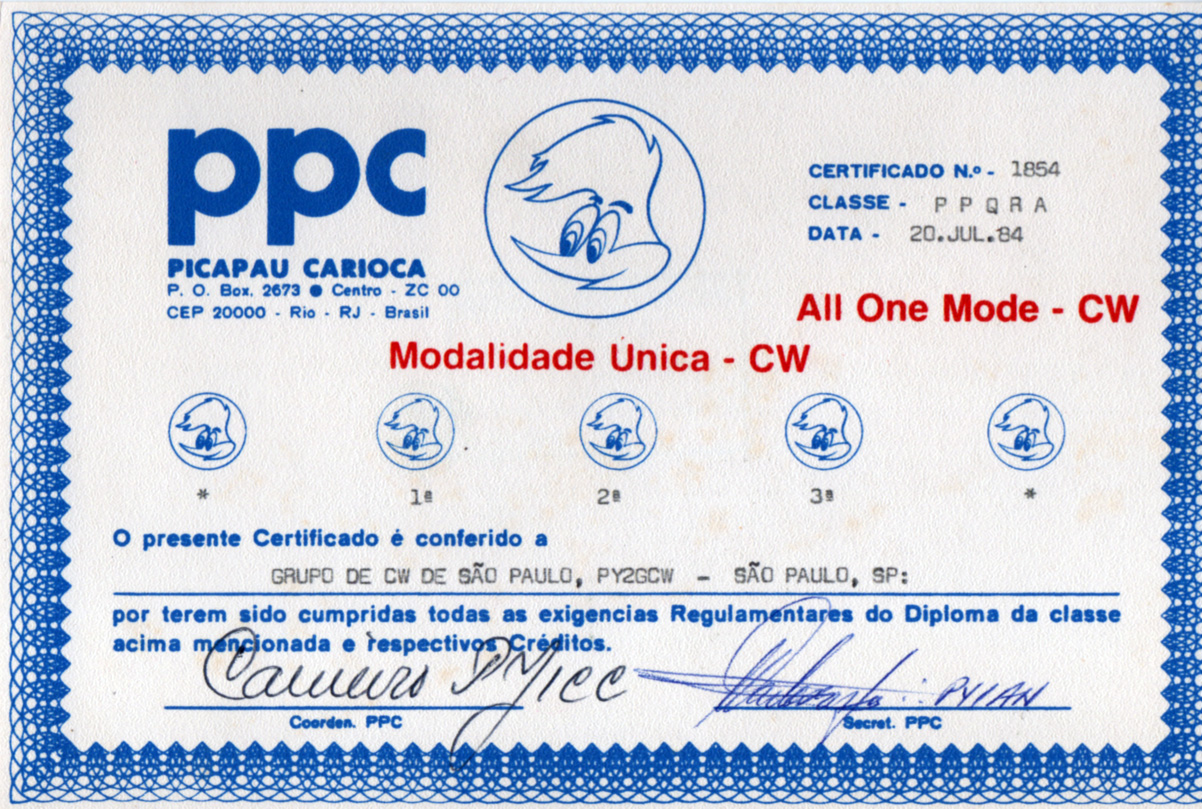 ppc
PICAPAU CARIOCA
P. O. Box. 2673 ● Centro - ZC 00
CEP 20000 - Rio - RJ - Brasil
CERTIFICADO N.º - 1854
CLASSE - P P Q R A
DATA - 20.JUL.84
All One Mode - CW
Modalidade Única - CW
* 1ª 2ª 3ª *
O presente Certificado é conferido a
GRUPO DE CW DE SÃO PAULO, PY2GCW - SÃO PAULO, SP:
por terem sido cumpridas todas as exigencias Regulamentares do Diploma da classe
acima mencionada e respectivos Créditos.
PY1CC
PY1AN
Coorden. PPC
Secret. PPC